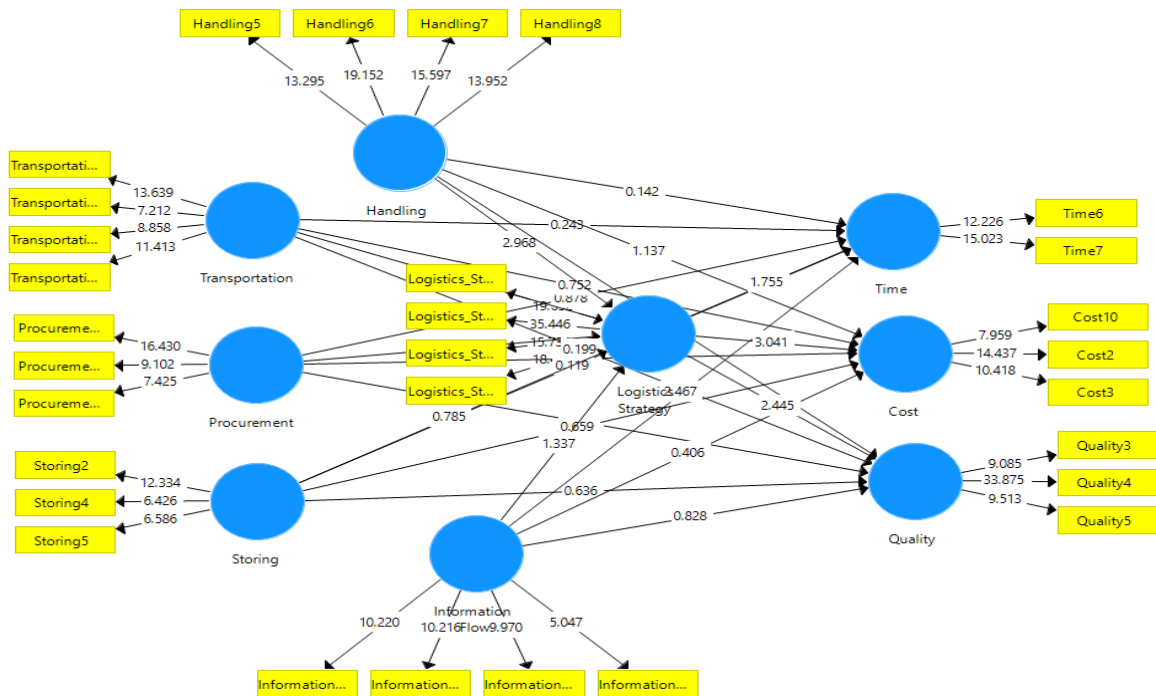 Handling5
Handling6
Handling7
Handling8
13.295
19.152
15.597
13.952
Handling
Transportati...
Transportati...
Transportati...
Transportati...
13.639
7.212
8.858
11.413
Transportation
Procureme...
Procureme...
Procureme...
16.430
9.102
7.425
Procurement
Storing2
Storing4
Storing5
12.334
6.426
6.586
Storing
Logistics_St...
Logistics_St...
Logistics_St...
Logistics_St...
35.446
Logistics
Strategy
0.142
0.243
2.968
1.137
0.752
0.878
1.755
3.041
0.199
0.119
2.467
2.445
0.785
0.659
1.337
0.406
0.636
0.828
Time6
Time7
12.226
15.023
Time
Cost10
Cost2
Cost3
7.959
14.437
10.418
Cost
Quality3
Quality4
Quality5
9.085
33.875
9.513
Quality
Information
Flow
10.220
10.216
9.970
5.047
Information...
Information...
Information...
Information...